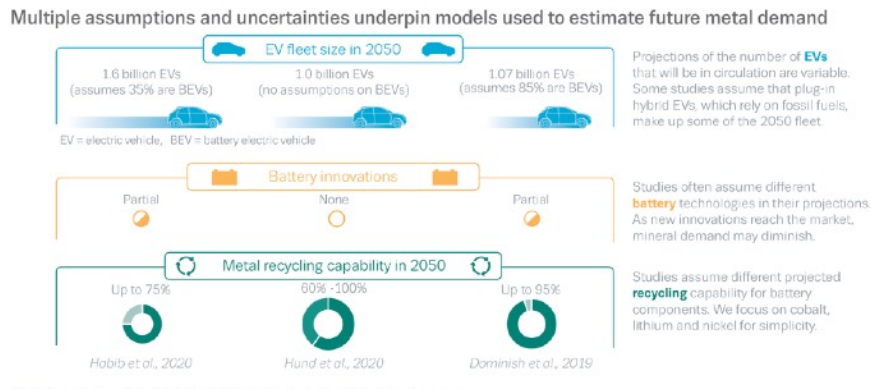 Multiple assumptions and uncertainties underpin models used to estimate future metal demand
EV fleet size in 2050
1.6 billion EVs
(assumes 35% are BEVs)
1.0 billion EVs
(no assumptions on BEVs)
1.07 billion EVs
(assumes 85% are BEVs)
EV = electric vehicle, BEV = battery electric vehicle
Projections of the number of EVs
that will be in circulation are variable.
Some studies assume that plug-in
hybrid EVs, which rely on fossil fuels,
make up some of the 2050 fleet.
Battery innovations
Partial
None
Partial
Studies often assume different
battery technologies in their projections.
As new innovations reach the market,
mineral demand may diminish.
Metal recycling capability in 2050
Up to 75%
60% -100%
Up to 95%
Habib et al., 2020
Hund et al., 2020
Dominish et al., 2019
Studies assume different projected
recycling capability for battery
components. We focus on cobalt,
lithium and nickel for simplicity.